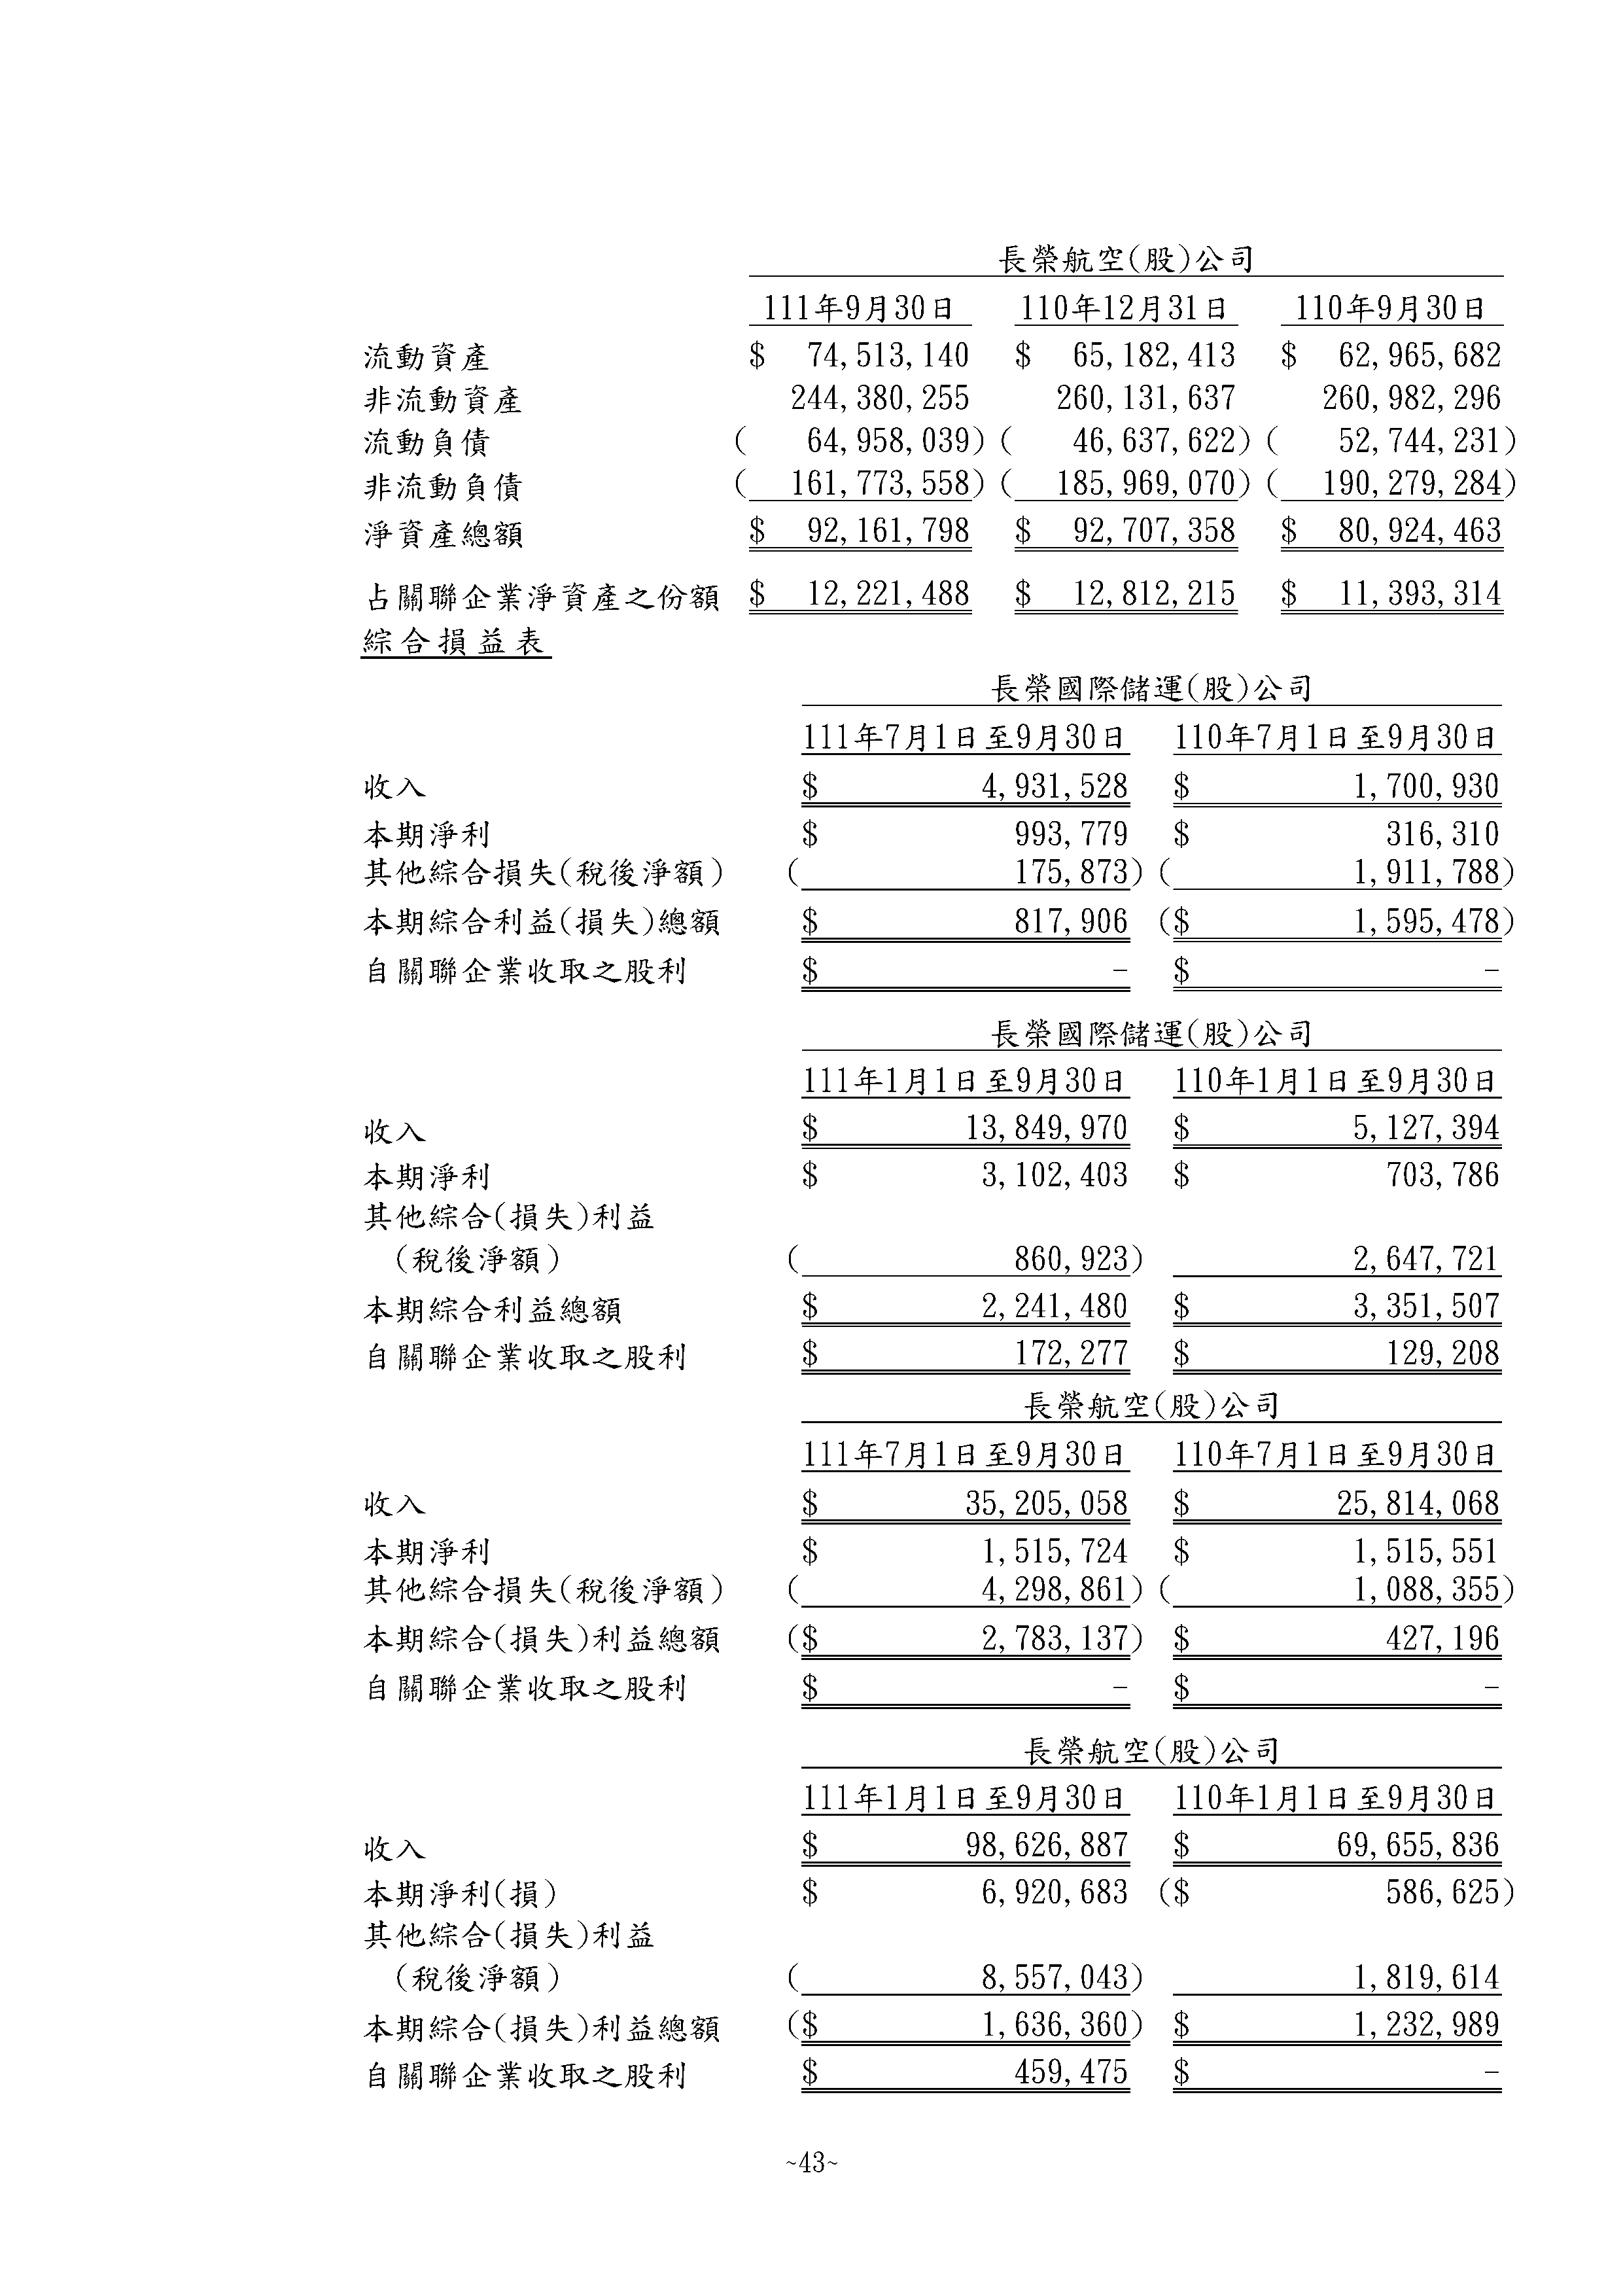 長榮航空(股)公司
111年9月30日 110年12月31日 110年9月30日
流動資產 $ 74,513,140 $ 65,182,413 $ 62,965,682
非流動資產 244,380,255 260,131,637 260,982,296
流動負債 ( 64,958,039) ( 46,637,622) ( 52,744,231)
非流動負債 ( 161,773,558) ( 185,969,070) ( 190,279,284)
淨資產總額 $ 92,161,798 $ 92,707,358 $ 80,924,463
占關聯企業淨資產之份額 $ 12,221,488 $ 12,812,215 $ 11,393,314
綜合損益表
長榮國際儲運(股)公司
111年7月1日至9月30日 110年7月1日至9月30日
收入 $ 4,931,528 $ 1,700,930
本期淨利 $ 993,779 $ 316,310
其他綜合損失(稅後淨額) ( 175,873) ( 1,911,788)
本期綜合利益(損失)總額 $ 817,906 ($ 1,595,478)
自關聯企業收取之股利 $ - $ -
長榮國際儲運(股)公司
111年1月1日至9月30日 110年1月1日至9月30日
收入 $ 13,849,970 $ 5,127,394
本期淨利 $ 3,102,403 $ 703,786
其他綜合(損失)利益
(稅後淨額) ( 860,923) 2,647,721
本期綜合利益總額 $ 2,241,480 $ 3,351,507
自關聯企業收取之股利 $ 172,277 $ 129,208
長榮航空(股)公司
111年7月1日至9月30日 110年7月1日至9月30日
收入 $ 35,205,058 $ 25,814,068
本期淨利 $ 1,515,724 $ 1,515,551
其他綜合損失(稅後淨額) ( 4,298,861) ( 1,088,355)
本期綜合(損失)利益總額 ($ 2,783,137) $ 427,196
自關聯企業收取之股利 $ - $ -
長榮航空(股)公司
111年1月1日至9月30日 110年1月1日至9月30日
收入 $ 98,626,887 $ 69,655,836
本期淨利(損) $ 6,920,683 ($ 586,625)
其他綜合(損失)利益
(稅後淨額) ( 8,557,043) 1,819,614
本期綜合(損失)利益總額 ($ 1,636,360) $ 1,232,989
自關聯企業收取之股利 $ 459,475 $ -
~43~